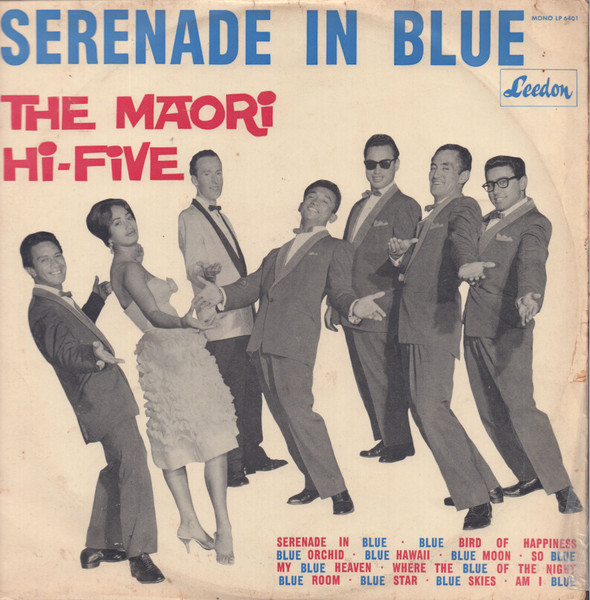 SERENADE IN BLUE
MONO LP 6401
Leedon
THE MAORi
Hi-FiVE
SERENADE IN BLUE · BLUE BIRD OF HAPPINESS
BLUE ORCHID · BLUE HAWAII · BLUE MOON · SO BLUE
MY BLUE HEAVEN · WHERE THE BLUE OF THE NIGHT
BLUE ROOM · BLUE STAR · BLUE SKIES · AM I BLUE